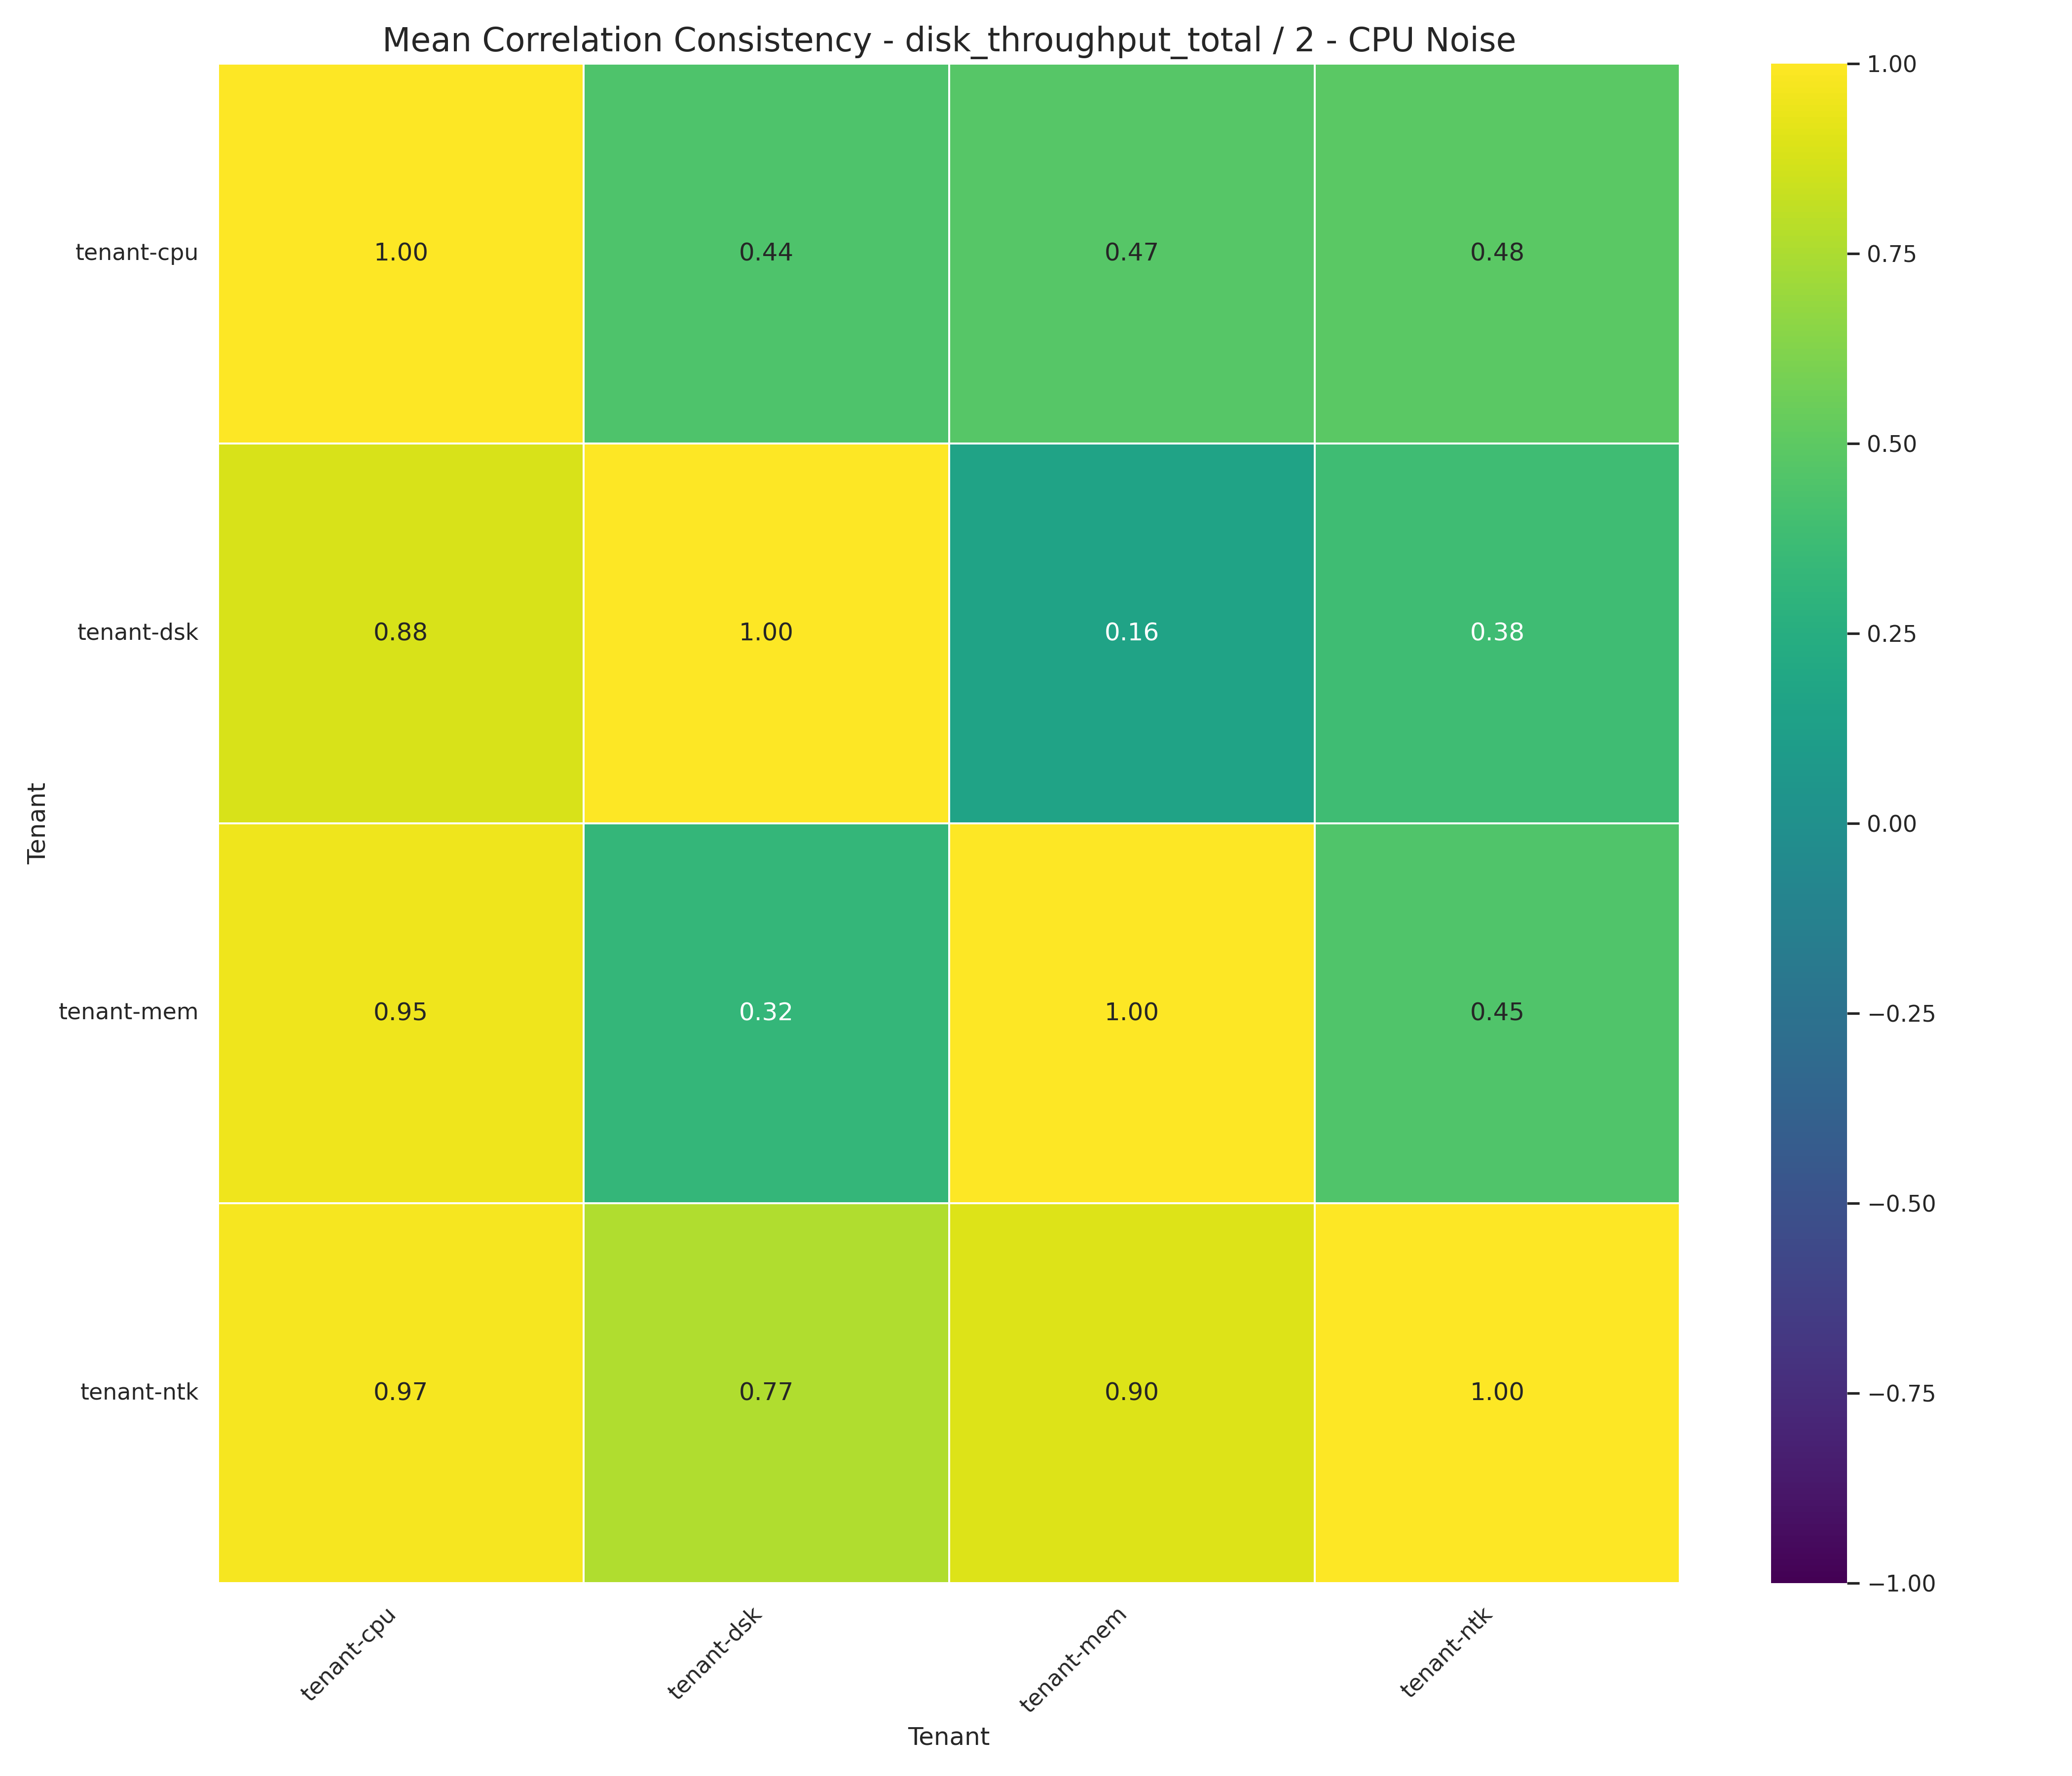 Mean Correlation Consistency - disk_throughput_total / 2 - CPU Noise
tenant-cpu
1.00 0.44 0.47 0.48
tenant-dsk
0.88 1.00 0.16 0.38
tenant-mem
0.95 0.32 1.00 0.45
tenant-ntk
0.97 0.77 0.90 1.00
Tenant
tenant-cpu tenant-dsk tenant-mem tenant-ntk
Tenant
1.00
0.75
0.50
0.25
0.00
−0.25
−0.50
−0.75
−1.00